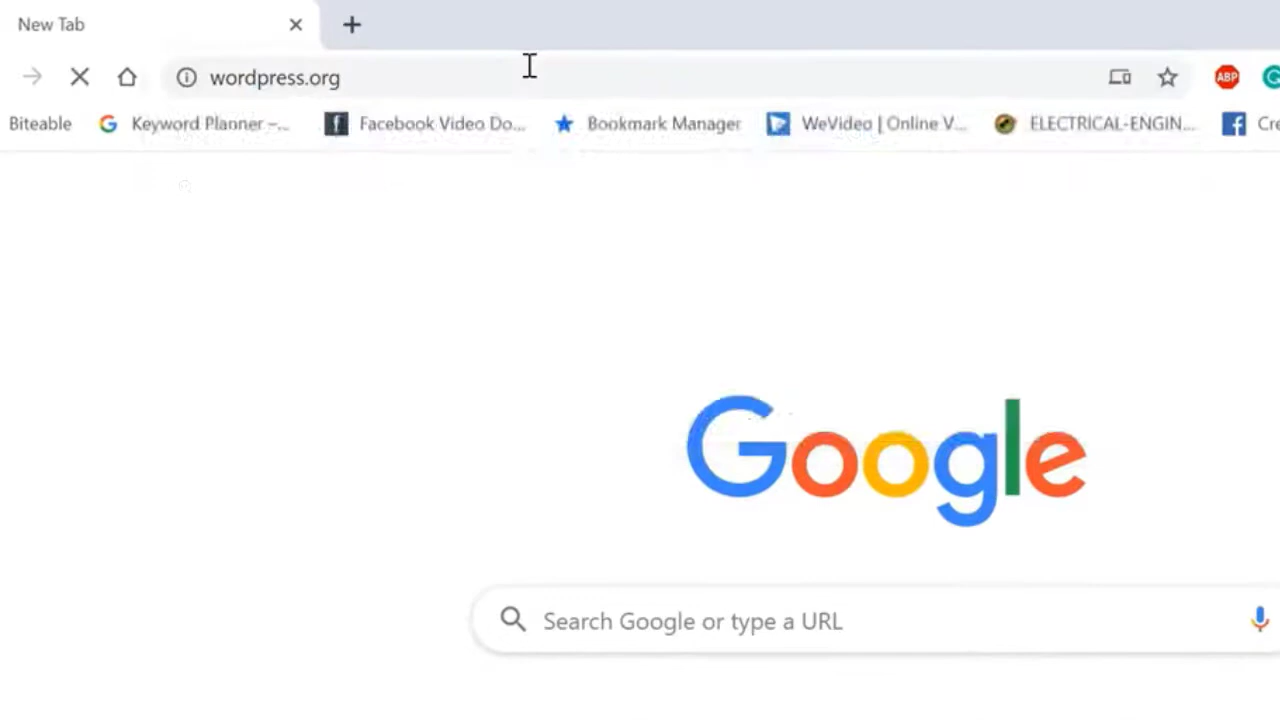 New Tab
wordpress.org
ABP
Biteable
Keyword Planner –...
Facebook Video Do...
Bookmark Manager
WeVideo | Online V...
ELECTRICAL-ENGIN...
Cre
Google
Search Google or type a URL